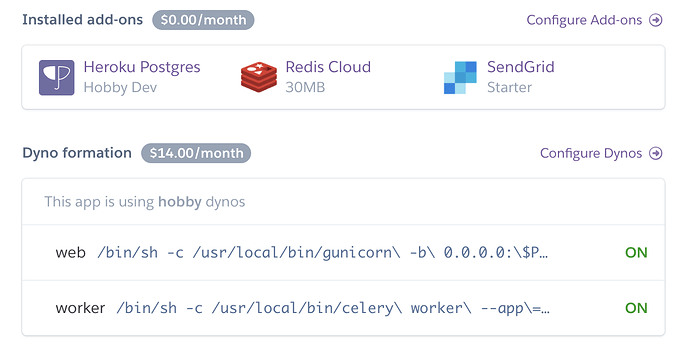 Installed add-ons $0.00/month Configure Add-ons
Heroku Postgres Redis Cloud SendGrid
Hobby Dev 30MB Starter
Dyno formation $14.00/month Configure Dynos
This app is using hobby dynos
web /bin/sh -c /usr/local/bin/gunicorn\ -b\ 0.0.0.0:\$P… ON
worker /bin/sh -c /usr/local/bin/celery\ worker\ --app\=… ON